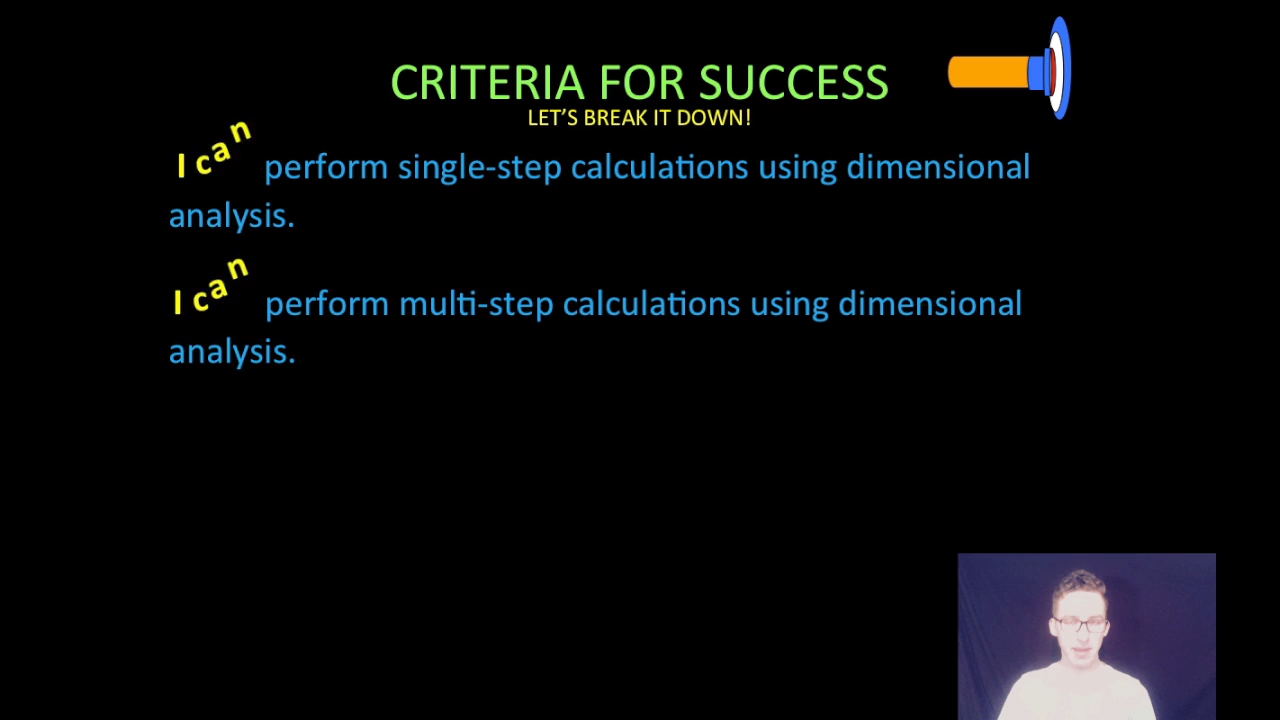 CRITERIA FOR SUCCESS
LET’S BREAK IT DOWN!
I can perform single-step calculations using dimensional
analysis.
I can perform multi-step calculations using dimensional
analysis.